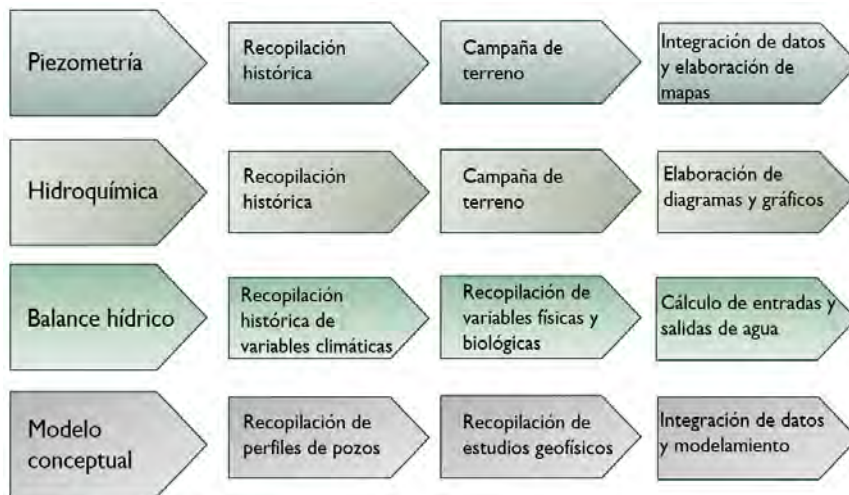 Piezometría
Recopilación
histórica
Campaña de
terreno
Integración de datos
y elaboración de
mapas
Hidroquímica
Recopilación
histórica
Campaña de
terreno
Elaboración de
diagramas y gráficos
Balance hídrico
Recopilación
histórica de
variables climáticas
Recopilación de
variables físicas y
biológicas
Cálculo de entradas y
salidas de agua
Modelo
conceptual
Recopilación de
perfiles de pozos
Recopilación de
estudios geofísicos
Integración de datos
y modelamiento